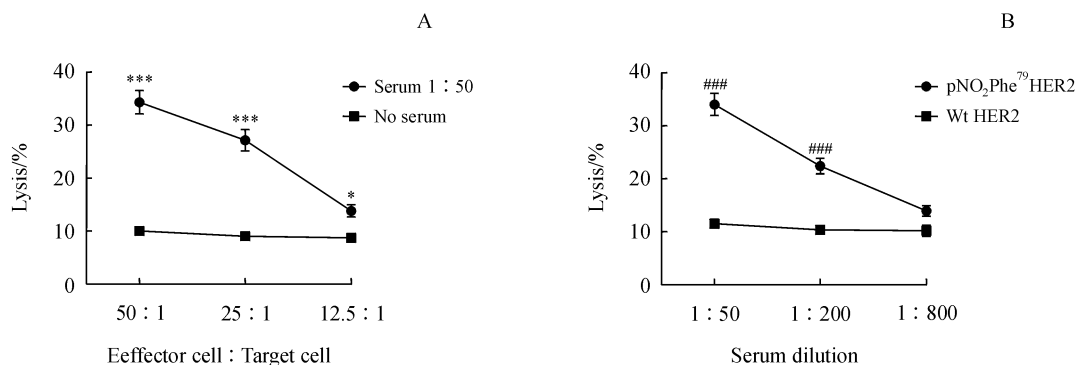 A
40
30
20
10
0
Lysis/%
***
***
*
Serum 1：50
No serum
50：1
25：1
12.5：1
Eeffector cell：Target cell
B
40
30
20
10
0
Lysis/%
###
###
pNO₂Phe⁷⁹HER2
Wt HER2
1：50
1：200
1：800
Serum dilution